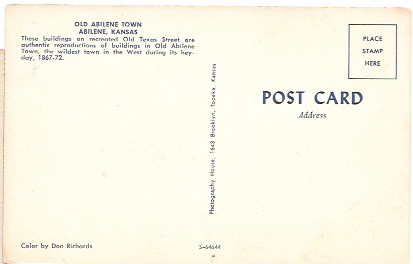 OLD ABILENE TOWN
ABILENE, KANSAS
These buildings on recreated Old Texas Street are
authentic reproductions of buildings in Old Abilene
Town, the wildest town in the West during its hey-
day, 1867-72.
PLACE
STAMP
HERE
POST CARD
Address
Photography House, 1643 Brooklyn, Topeka, Kansas
Color by Don Richards
S-64644